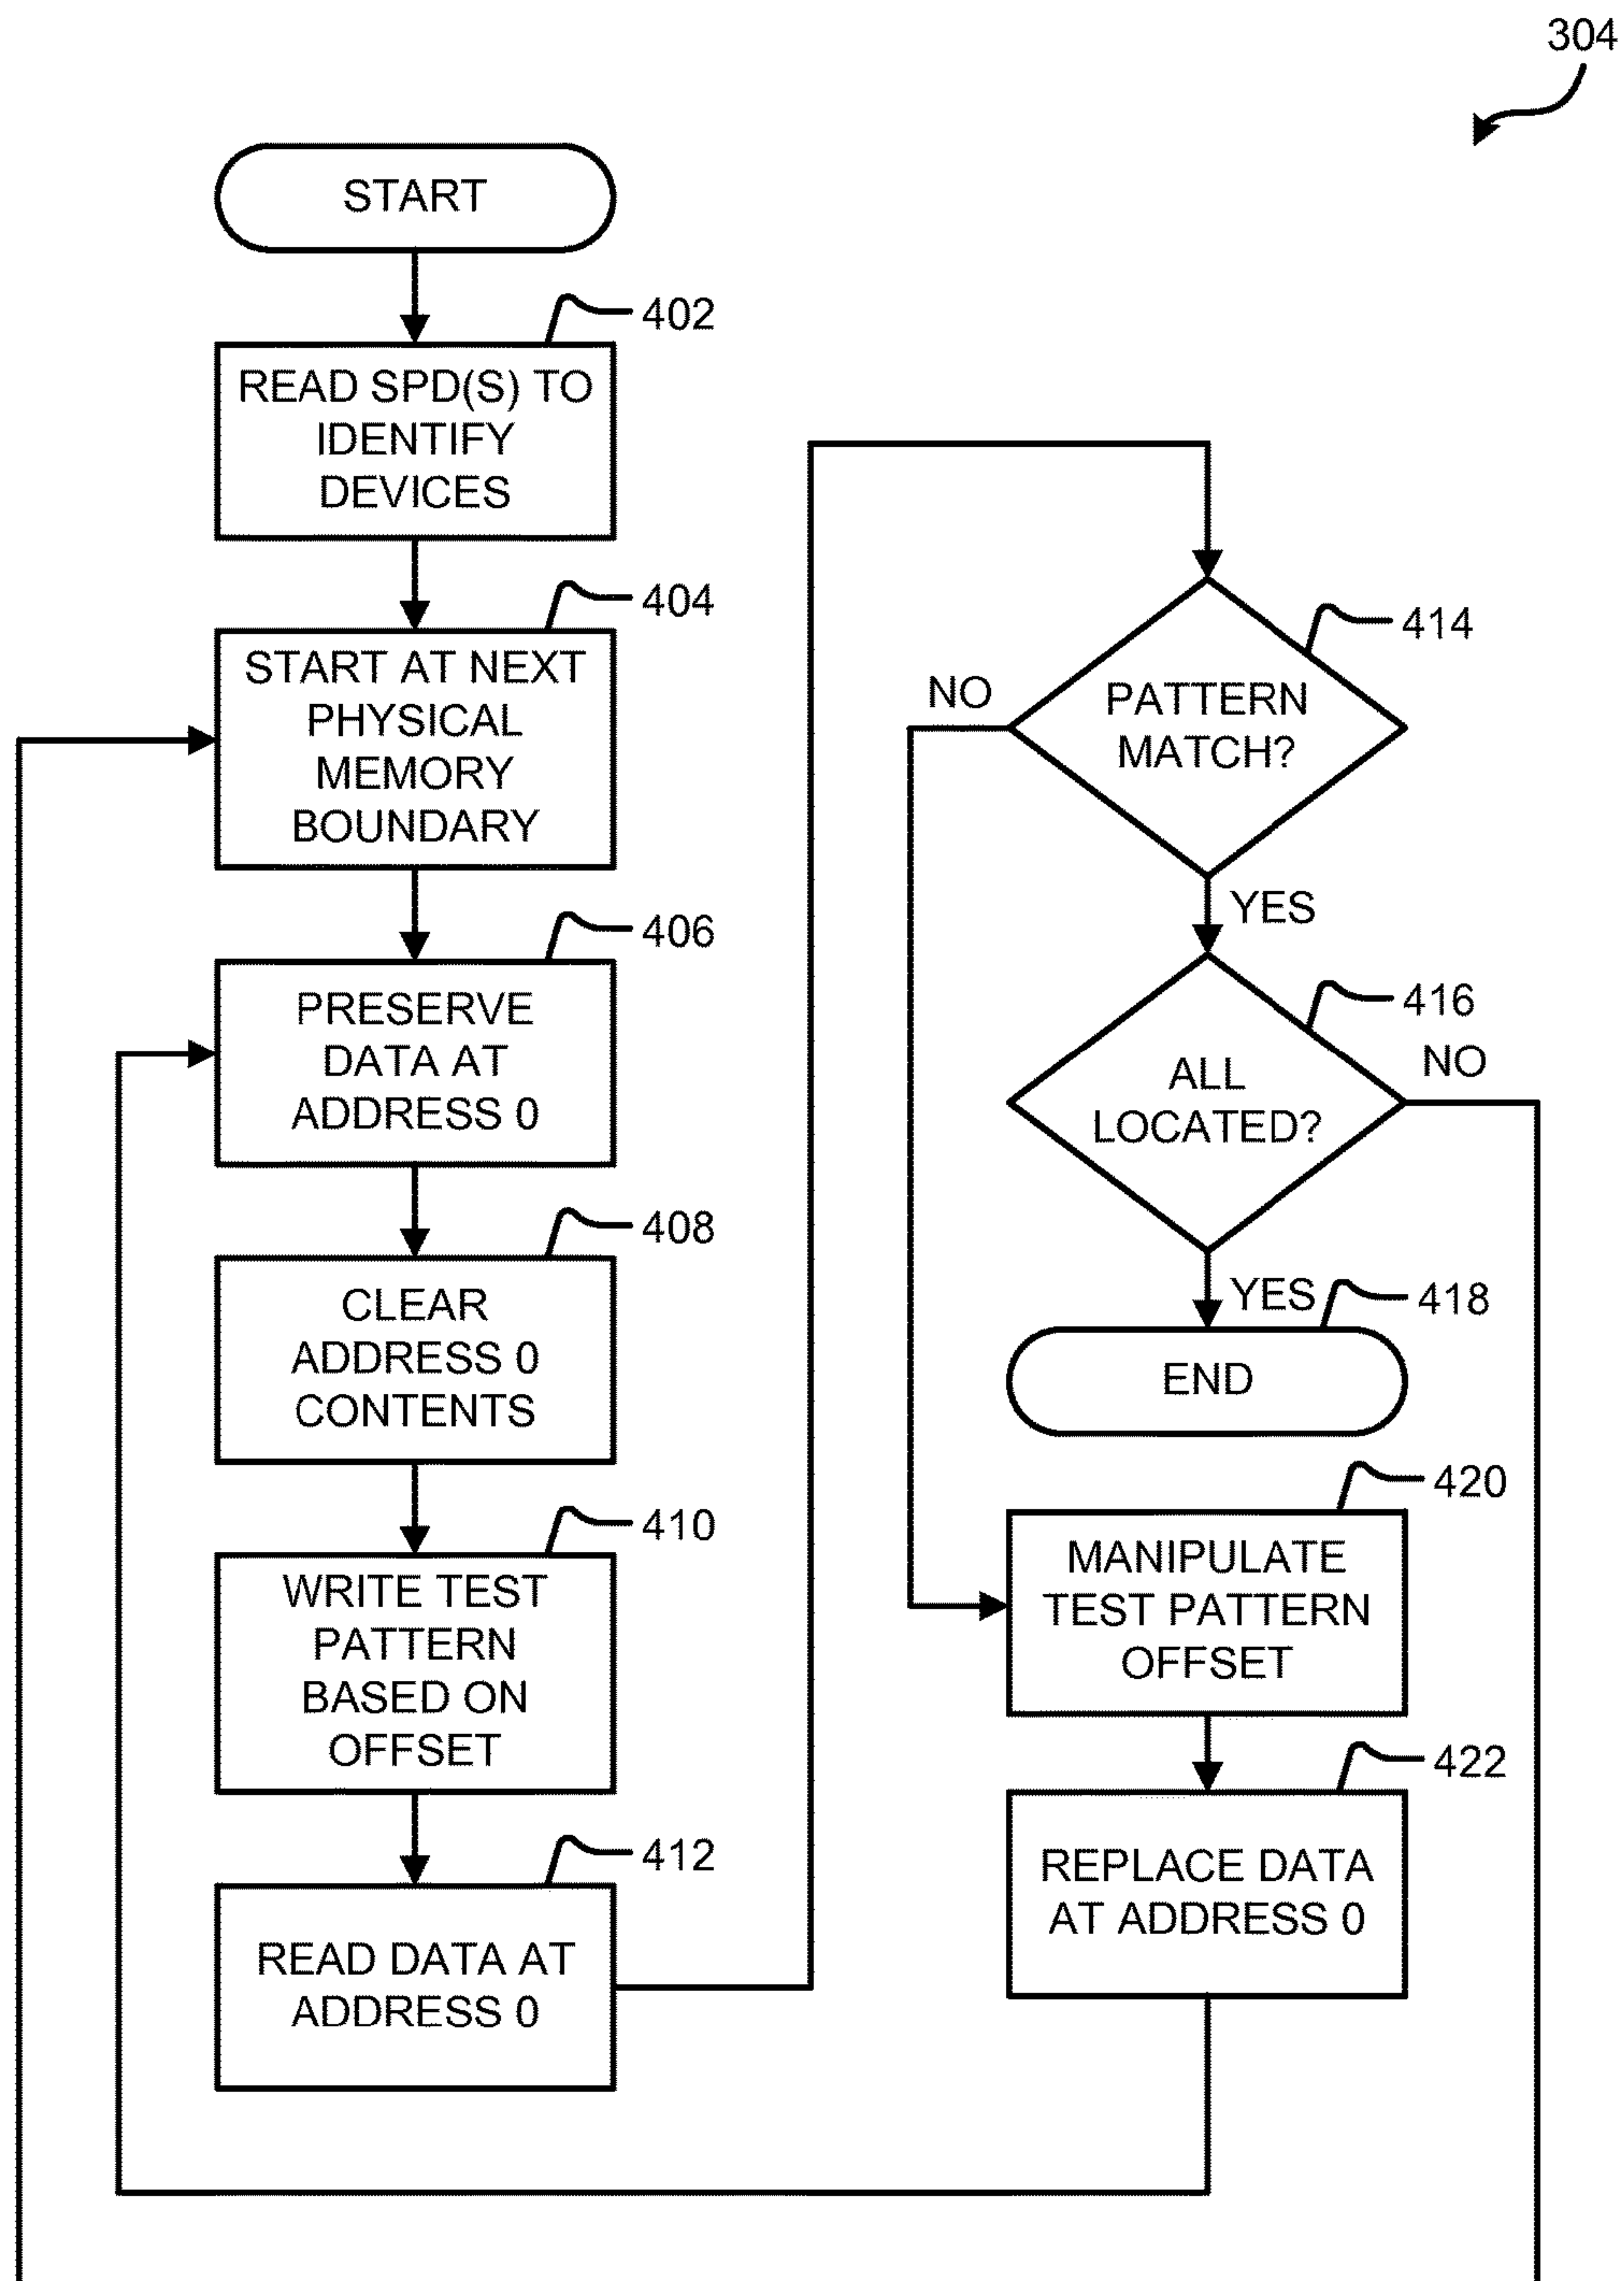 304
START
402
READ SPD(S) TO
IDENTIFY
DEVICES
404
START AT NEXT
PHYSICAL
MEMORY
BOUNDARY
406
PRESERVE
DATA AT
ADDRESS 0
408
CLEAR
ADDRESS 0
CONTENTS
410
WRITE TEST
PATTERN
BASED ON
OFFSET
412
READ DATA AT
ADDRESS 0
414
NO
PATTERN
MATCH?
YES
416
NO
ALL
LOCATED?
YES
418
END
420
MANIPULATE
TEST PATTERN
OFFSET
422
REPLACE DATA
AT ADDRESS 0